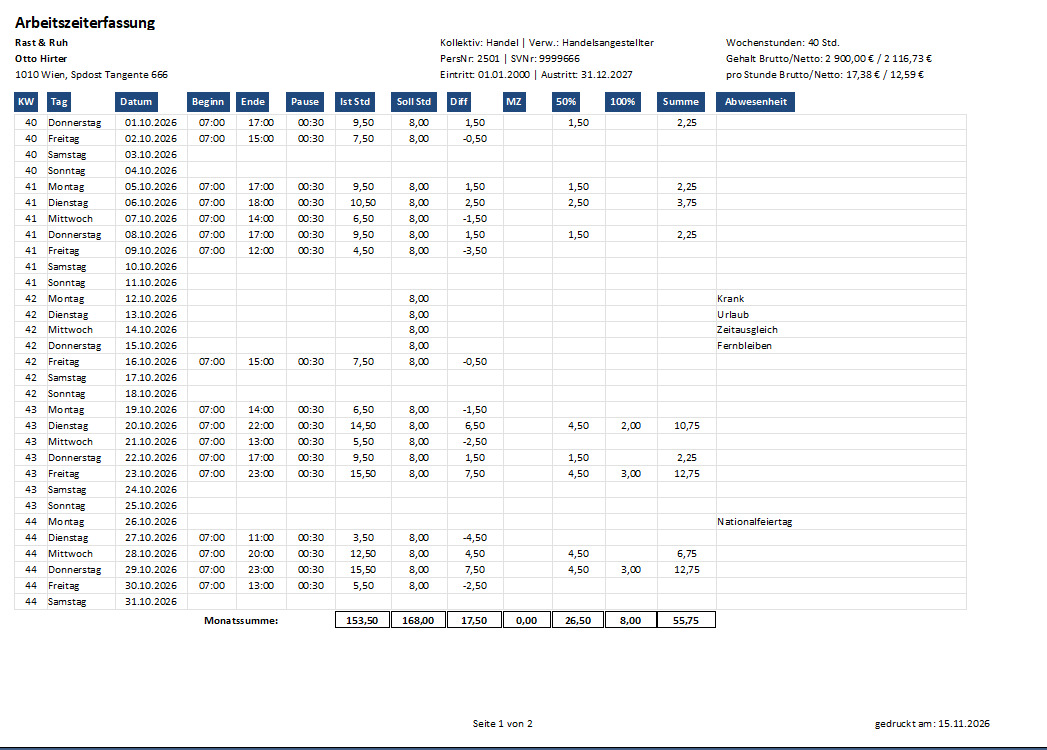 Arbeitszeiterfassung
Rast & Ruh Kollektiv: Handel | Verw.: Handelsangestellter Wochenstunden: 40 Std.
Otto Hirter PersNr: 2501 | SVNr: 9999666 Gehalt Brutto/Netto: 2 900,00 € / 2 116,73 €
1010 Wien, Spdost Tangente 666 Eintritt: 01.01.2000 | Austritt: 31.12.2027 pro Stunde Brutto/Netto: 17,38 € / 12,59 €
KW Tag Datum Beginn Ende Pause Ist Std Soll Std Diff MZ 50% 100% Summe Abwesenheit
40 Donnerstag 01.10.2026 07:00 17:00 00:30 9,50 8,00 1,50 1,50 2,25
40 Freitag 02.10.2026 07:00 15:00 00:30 7,50 8,00 -0,50
40 Samstag 03.10.2026
40 Sonntag 04.10.2026
41 Montag 05.10.2026 07:00 17:00 00:30 9,50 8,00 1,50 1,50 2,25
41 Dienstag 06.10.2026 07:00 18:00 00:30 10,50 8,00 2,50 2,50 3,75
41 Mittwoch 07.10.2026 07:00 14:00 00:30 6,50 8,00 -1,50
41 Donnerstag 08.10.2026 07:00 17:00 00:30 9,50 8,00 1,50 1,50 2,25
41 Freitag 09.10.2026 07:00 12:00 00:30 4,50 8,00 -3,50
41 Samstag 10.10.2026
41 Sonntag 11.10.2026
42 Montag 12.10.2026 8,00 Krank
42 Dienstag 13.10.2026 8,00 Urlaub
42 Mittwoch 14.10.2026 8,00 Zeitausgleich
42 Donnerstag 15.10.2026 8,00 Fernbleiben
42 Freitag 16.10.2026 07:00 15:00 00:30 7,50 8,00 -0,50
42 Samstag 17.10.2026
42 Sonntag 18.10.2026
43 Montag 19.10.2026 07:00 14:00 00:30 6,50 8,00 -1,50
43 Dienstag 20.10.2026 07:00 22:00 00:30 14,50 8,00 6,50 4,50 2,00 10,75
43 Mittwoch 21.10.2026 07:00 13:00 00:30 5,50 8,00 -2,50
43 Donnerstag 22.10.2026 07:00 17:00 00:30 9,50 8,00 1,50 1,50 2,25
43 Freitag 23.10.2026 07:00 23:00 00:30 15,50 8,00 7,50 4,50 3,00 12,75
43 Samstag 24.10.2026
43 Sonntag 25.10.2026
44 Montag 26.10.2026 Nationalfeiertag
44 Dienstag 27.10.2026 07:00 11:00 00:30 3,50 8,00 -4,50
44 Mittwoch 28.10.2026 07:00 20:00 00:30 12,50 8,00 4,50 4,50 6,75
44 Donnerstag 29.10.2026 07:00 23:00 00:30 15,50 8,00 7,50 4,50 3,00 12,75
44 Freitag 30.10.2026 07:00 13:00 00:30 5,50 8,00 -2,50
44 Samstag 31.10.2026
Monatssumme: 153,50 168,00 17,50 0,00 26,50 8,00 55,75
Seite 1 von 2 gedruckt am: 15.11.2026